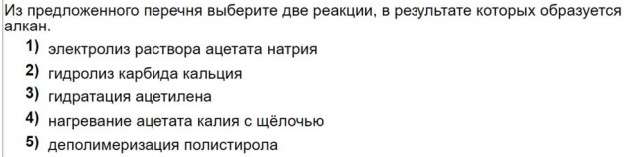 Из предложенного перечня выберите две реакции, в результате которых образуется
алкан.
1) электролиз раствора ацетата натрия
2) гидролиз карбида кальция
3) гидратация ацетилена
4) нагревание ацетата калия с щёлочью
5) деполимеризация полистирола